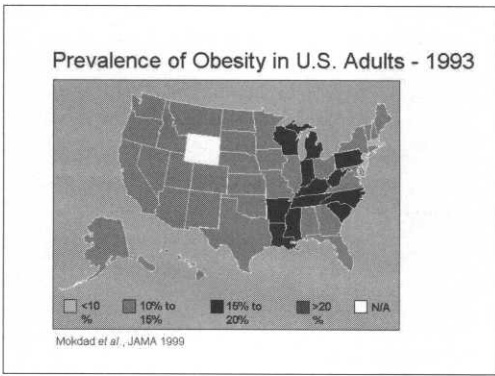 Prevalence of Obesity in U.S. Adults - 1993
<10
%
10% to
15%
15% to
20%
>20
%
N/A
Mokdad et al., JAMA 1999